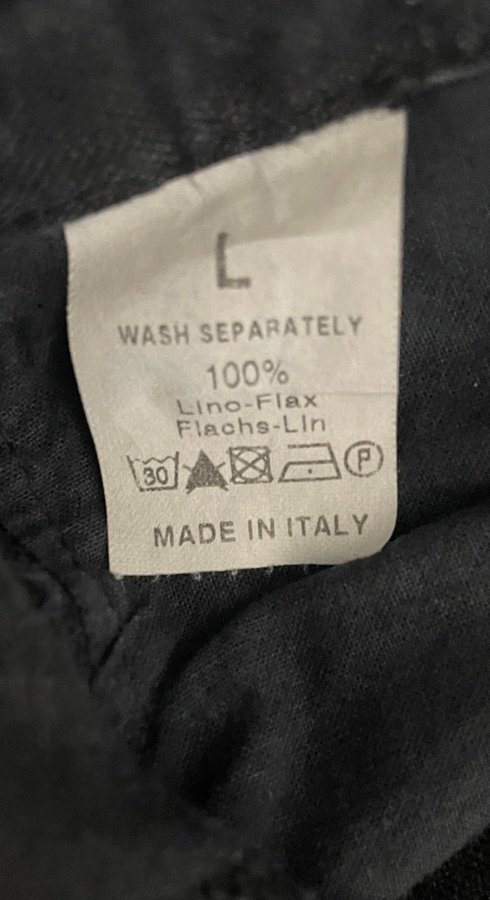 L
WASH SEPARATELY
100%
Lino-Flax
Flachs-Lin
30 P
MADE IN ITALY